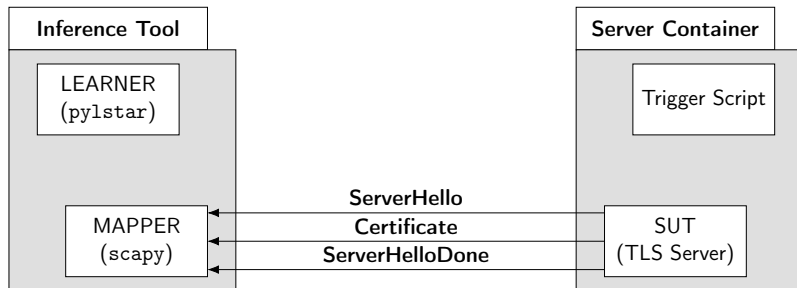 Inference Tool
Server Container
LEARNER
(pylstar)
Trigger Script
ServerHello
MAPPER
(scapy)
Certificate
SUT
(TLS Server)
ServerHelloDone